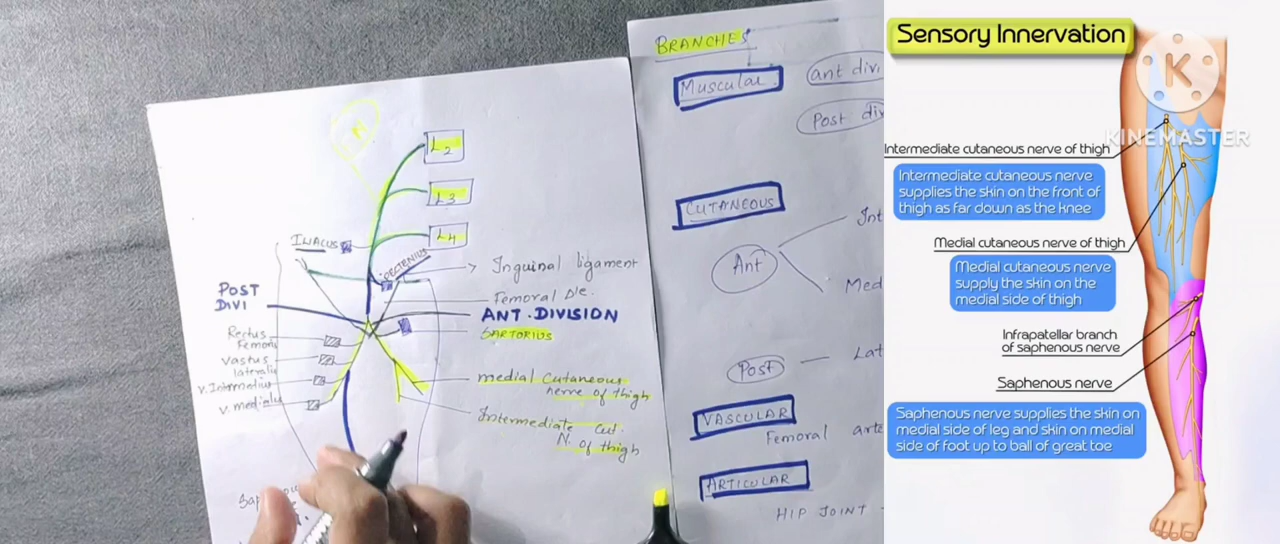 L2
L3
L4
ILIACUS
PECTENIUS
Inguinal ligament
Femoral
POST
DIVI
ANT. DIVISION
SARTORIUS
Rectus
Femoris
Vastus
lateralis
V. medialis
medial Cutaneous
nerve of thigh
Intermediate cut.
N. of thigh
BRANCHES
Muscular
ant divi
Post div
CUTANEOUS
Int
Ant
Med
Post
Lat
VASCULAR
Femoral arte
ARTICULAR
HIP JOINT
Sensory Innervation
K
KINEMASTER
Intermediate cutaneous nerve of thigh
Intermediate cutaneous nerve
supplies the skin on the front of
thigh as far down as the knee
Medial cutaneous nerve of thigh
Medial cutaneous nerve
supply the skin on the
medial side of thigh
Infrapatellar branch
of saphenous nerve
Saphenous nerve
Saphenous nerve supplies the skin on
medial side of leg and skin on medial
side of foot up to ball of great toe